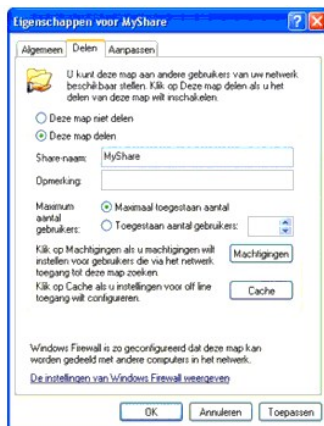 Eigenschappen voor MyShare
Algemeen Delen Aanpassen
U kunt deze map aan andere gebruikers van uw netwerk
beschikbaar stellen. Klik op Deze map delen als u het
delen van deze map wilt inschakelen.
Deze map niet delen
Deze map delen
Share-naam: MyShare
Opmerking:
Maximum
aantal
gebruikers:
Maximaal toegestaan aantal
Toegestaan aantal gebruikers:
Klik op Machtigingen als u machtigingen wilt
instellen voor gebruikers die via het netwerk
toegang tot deze map zoeken.
Machtigingen
Klik op Cache als u instellingen voor off line
toegang wilt configureren.
Cache
Windows Firewall is zo geconfigureerd dat deze map kan
worden gedeeld met andere computers in het netwerk.
De instellingen van Windows Firewall weergeven
OK Annuleren Toepassen